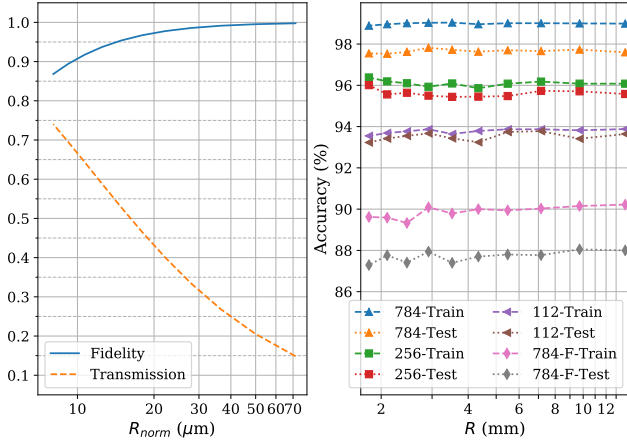 1.0
0.9
0.8
0.7
0.6
0.5
0.4
0.3
0.2
0.1
Fidelity
Transmission
10
20
30
40
50
60
70
R_norm (μm)
Accuracy (%)
98
96
94
92
90
88
86
784-Train
784-Test
256-Train
256-Test
112-Train
112-Test
784-F-Train
784-F-Test
2
3
4
5
6
8
10
12
R (mm)